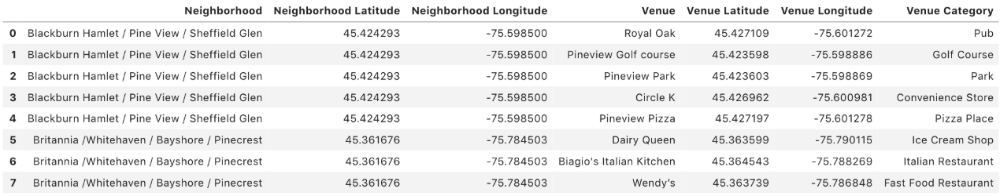 Neighborhood Neighborhood Latitude Neighborhood Longitude Venue Venue Latitude Venue Longitude Venue Category
0 Blackburn Hamlet / Pine View / Sheffield Glen 45.424293 -75.598500 Royal Oak 45.427109 -75.601272 Pub
1 Blackburn Hamlet / Pine View / Sheffield Glen 45.424293 -75.598500 Pineview Golf course 45.423598 -75.598886 Golf Course
2 Blackburn Hamlet / Pine View / Sheffield Glen 45.424293 -75.598500 Pineview Park 45.423603 -75.598869 Park
3 Blackburn Hamlet / Pine View / Sheffield Glen 45.424293 -75.598500 Circle K 45.426962 -75.600981 Convenience Store
4 Blackburn Hamlet / Pine View / Sheffield Glen 45.424293 -75.598500 Pineview Pizza 45.427197 -75.601278 Pizza Place
5 Britannia /Whitehaven / Bayshore / Pinecrest 45.361676 -75.784503 Dairy Queen 45.363599 -75.790115 Ice Cream Shop
6 Britannia /Whitehaven / Bayshore / Pinecrest 45.361676 -75.784503 Biagio's Italian Kitchen 45.364543 -75.788269 Italian Restaurant
7 Britannia /Whitehaven / Bayshore / Pinecrest 45.361676 -75.784503 Wendy’s 45.363739 -75.786848 Fast Food Restaurant